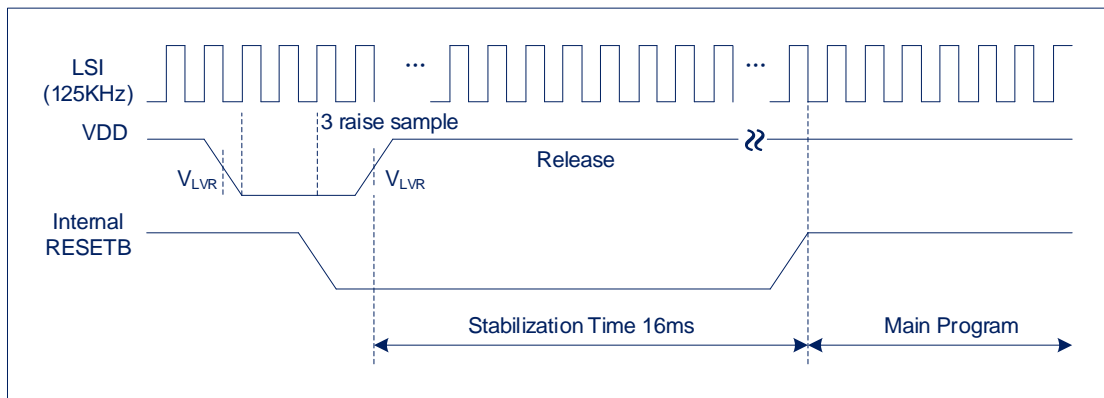 LSI
...
...
(125KHz)
3 raise sample
VDD
Release
VLVR
VLVR
Internal
RESETB
Stabilization Time 16ms
Main Program